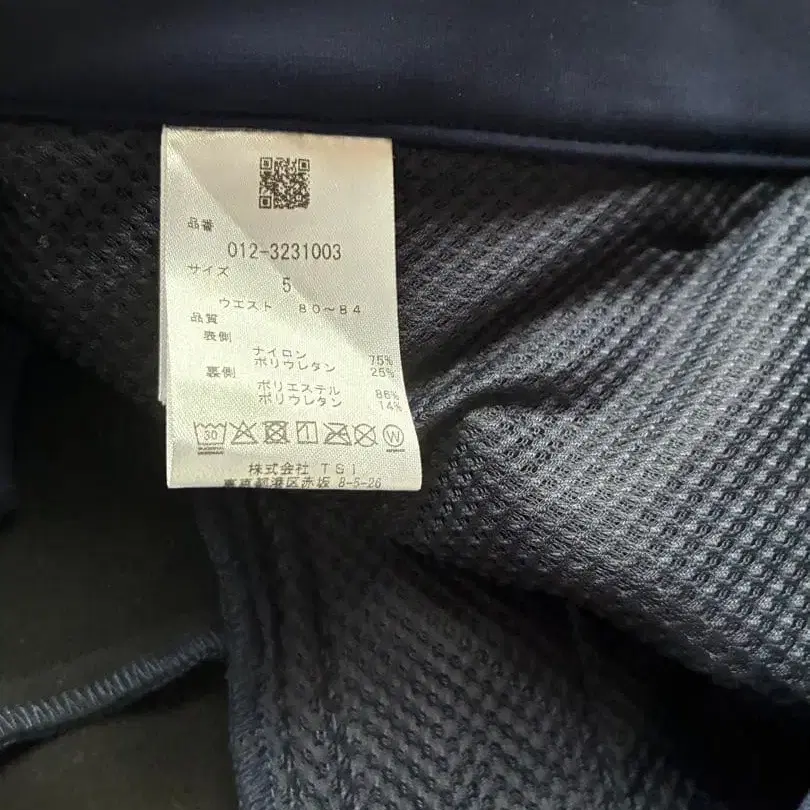 品番
012-3231003
サイズ
5
ウエスト 80~84
品質
表側
ナイロン 75%
ポリウレタン 25%
裏側
ポリエステル 86%
ポリウレタン 14%
30
W
株式会社 TSI
東京都港区赤坂 8-5-26